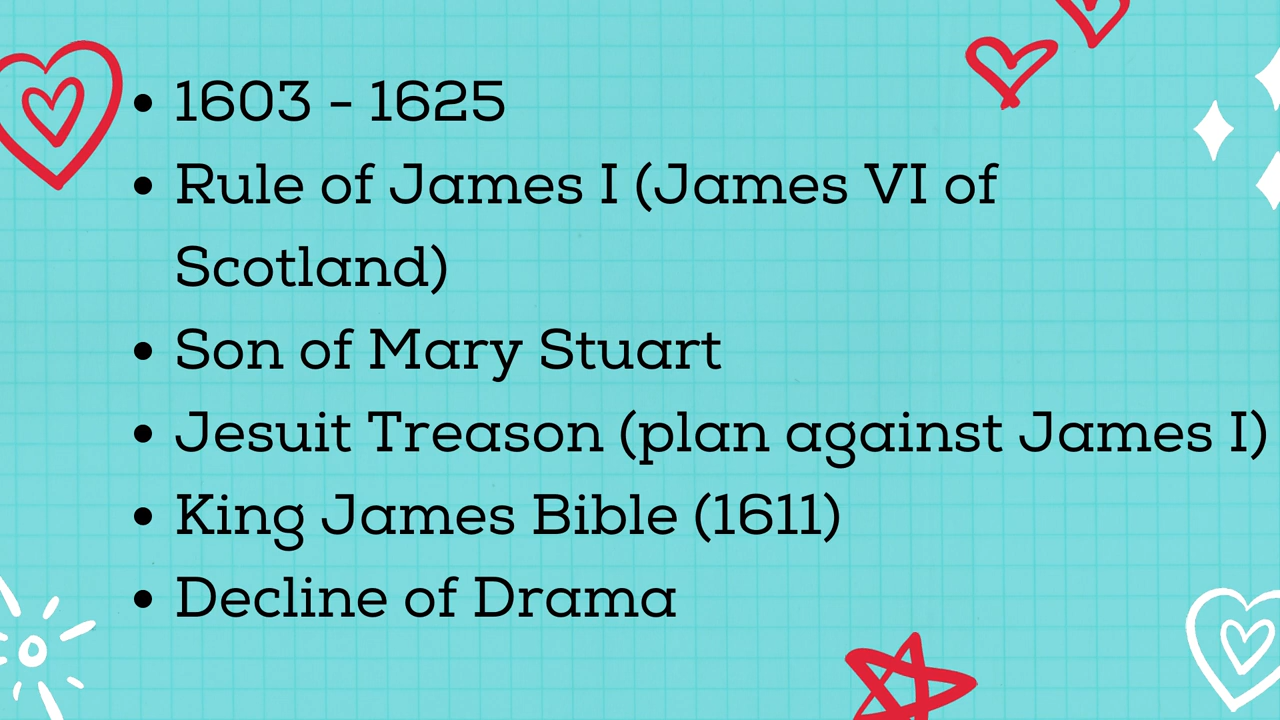 • 1603 - 1625
• Rule of James I (James VI of
Scotland)
• Son of Mary Stuart
• Jesuit Treason (plan against James I)
• King James Bible (1611)
• Decline of Drama